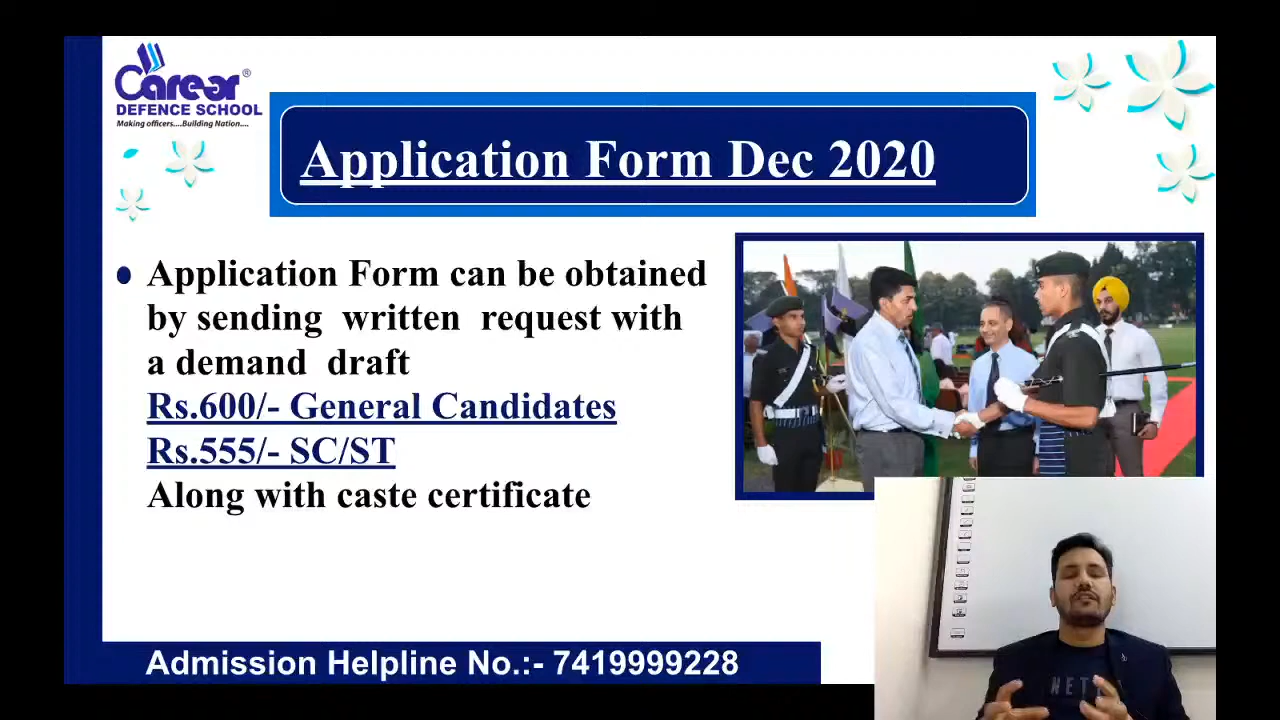 Carear®
DEFENCE SCHOOL
Making officers....Building Nation....
Application Form Dec 2020
Application Form can be obtained
by sending written request with
a demand draft
Rs.600/- General Candidates
Rs.555/- SC/ST
Along with caste certificate
Admission Helpline No.:- 7419999228